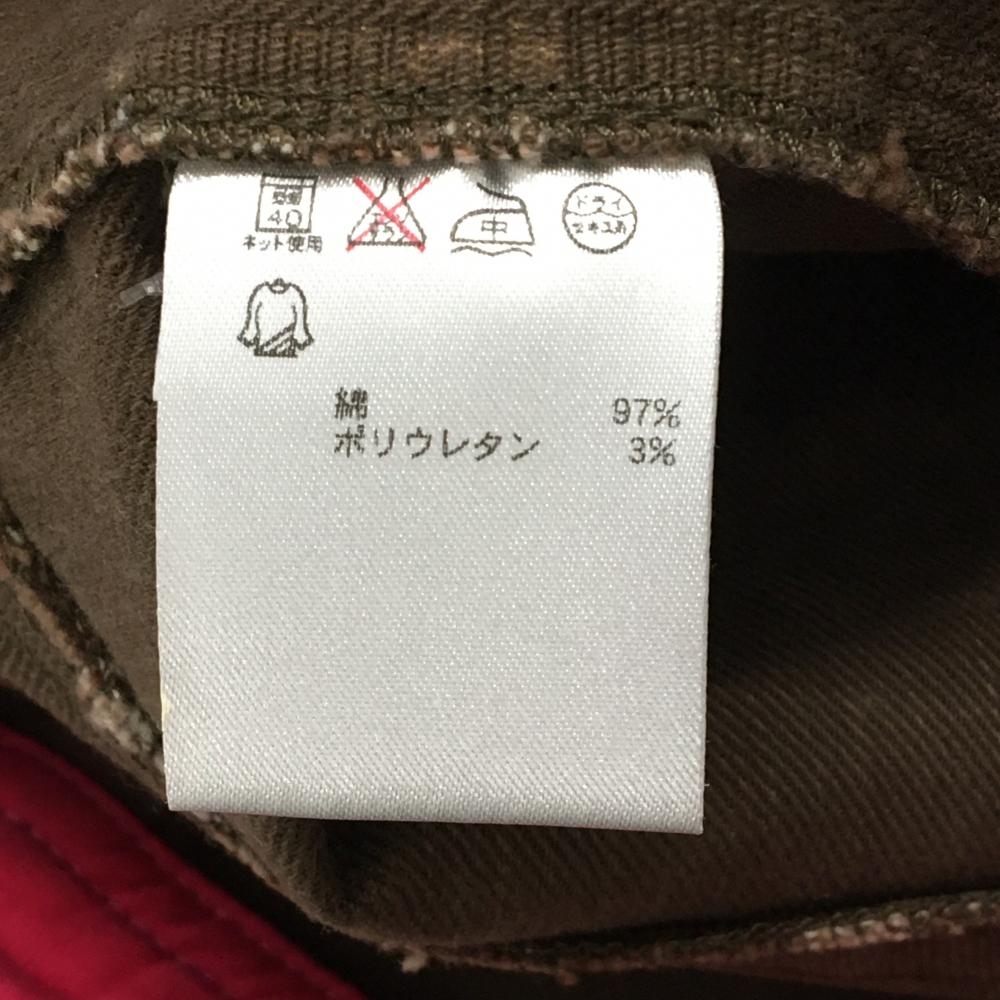 40
ネット使用
中
ドライ
セキユ系
綿 97%
ポリウレタン 3%